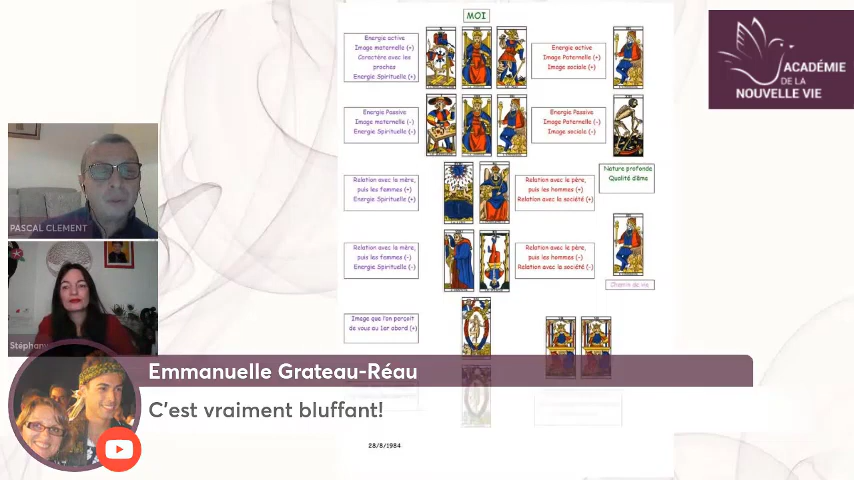 MOI
Energie active
Image maternelle (+)
Caractère avec les
proches
Energie Spirituelle (+)
Energie active
Image Paternelle (+)
Image sociale (+)
ACADÉMIE
DE LA
NOUVELLE VIE
Energie Passive
Image maternelle (-)
Energie Spirituelle (-)
Energie Passive
Image Paternelle (-)
Image sociale (-)
Nature profonde
Qualité d'âme
PASCAL CLEMENT
Relation avec la mère,
puis les femmes (+)
Energie Spirituelle (+)
Relation avec le père,
puis les hommes (+)
Relation avec la société (+)
Relation avec la mère,
puis les femmes (-)
Energie Spirituelle (-)
Relation avec le père,
puis les hommes (-)
Relation avec la société (-)
Chemin de vie
Image que l'on perçoit
de vous au 1er abord (+)
Emmanuelle Grateau-Réau
C'est vraiment bluffant!
28/8/1984